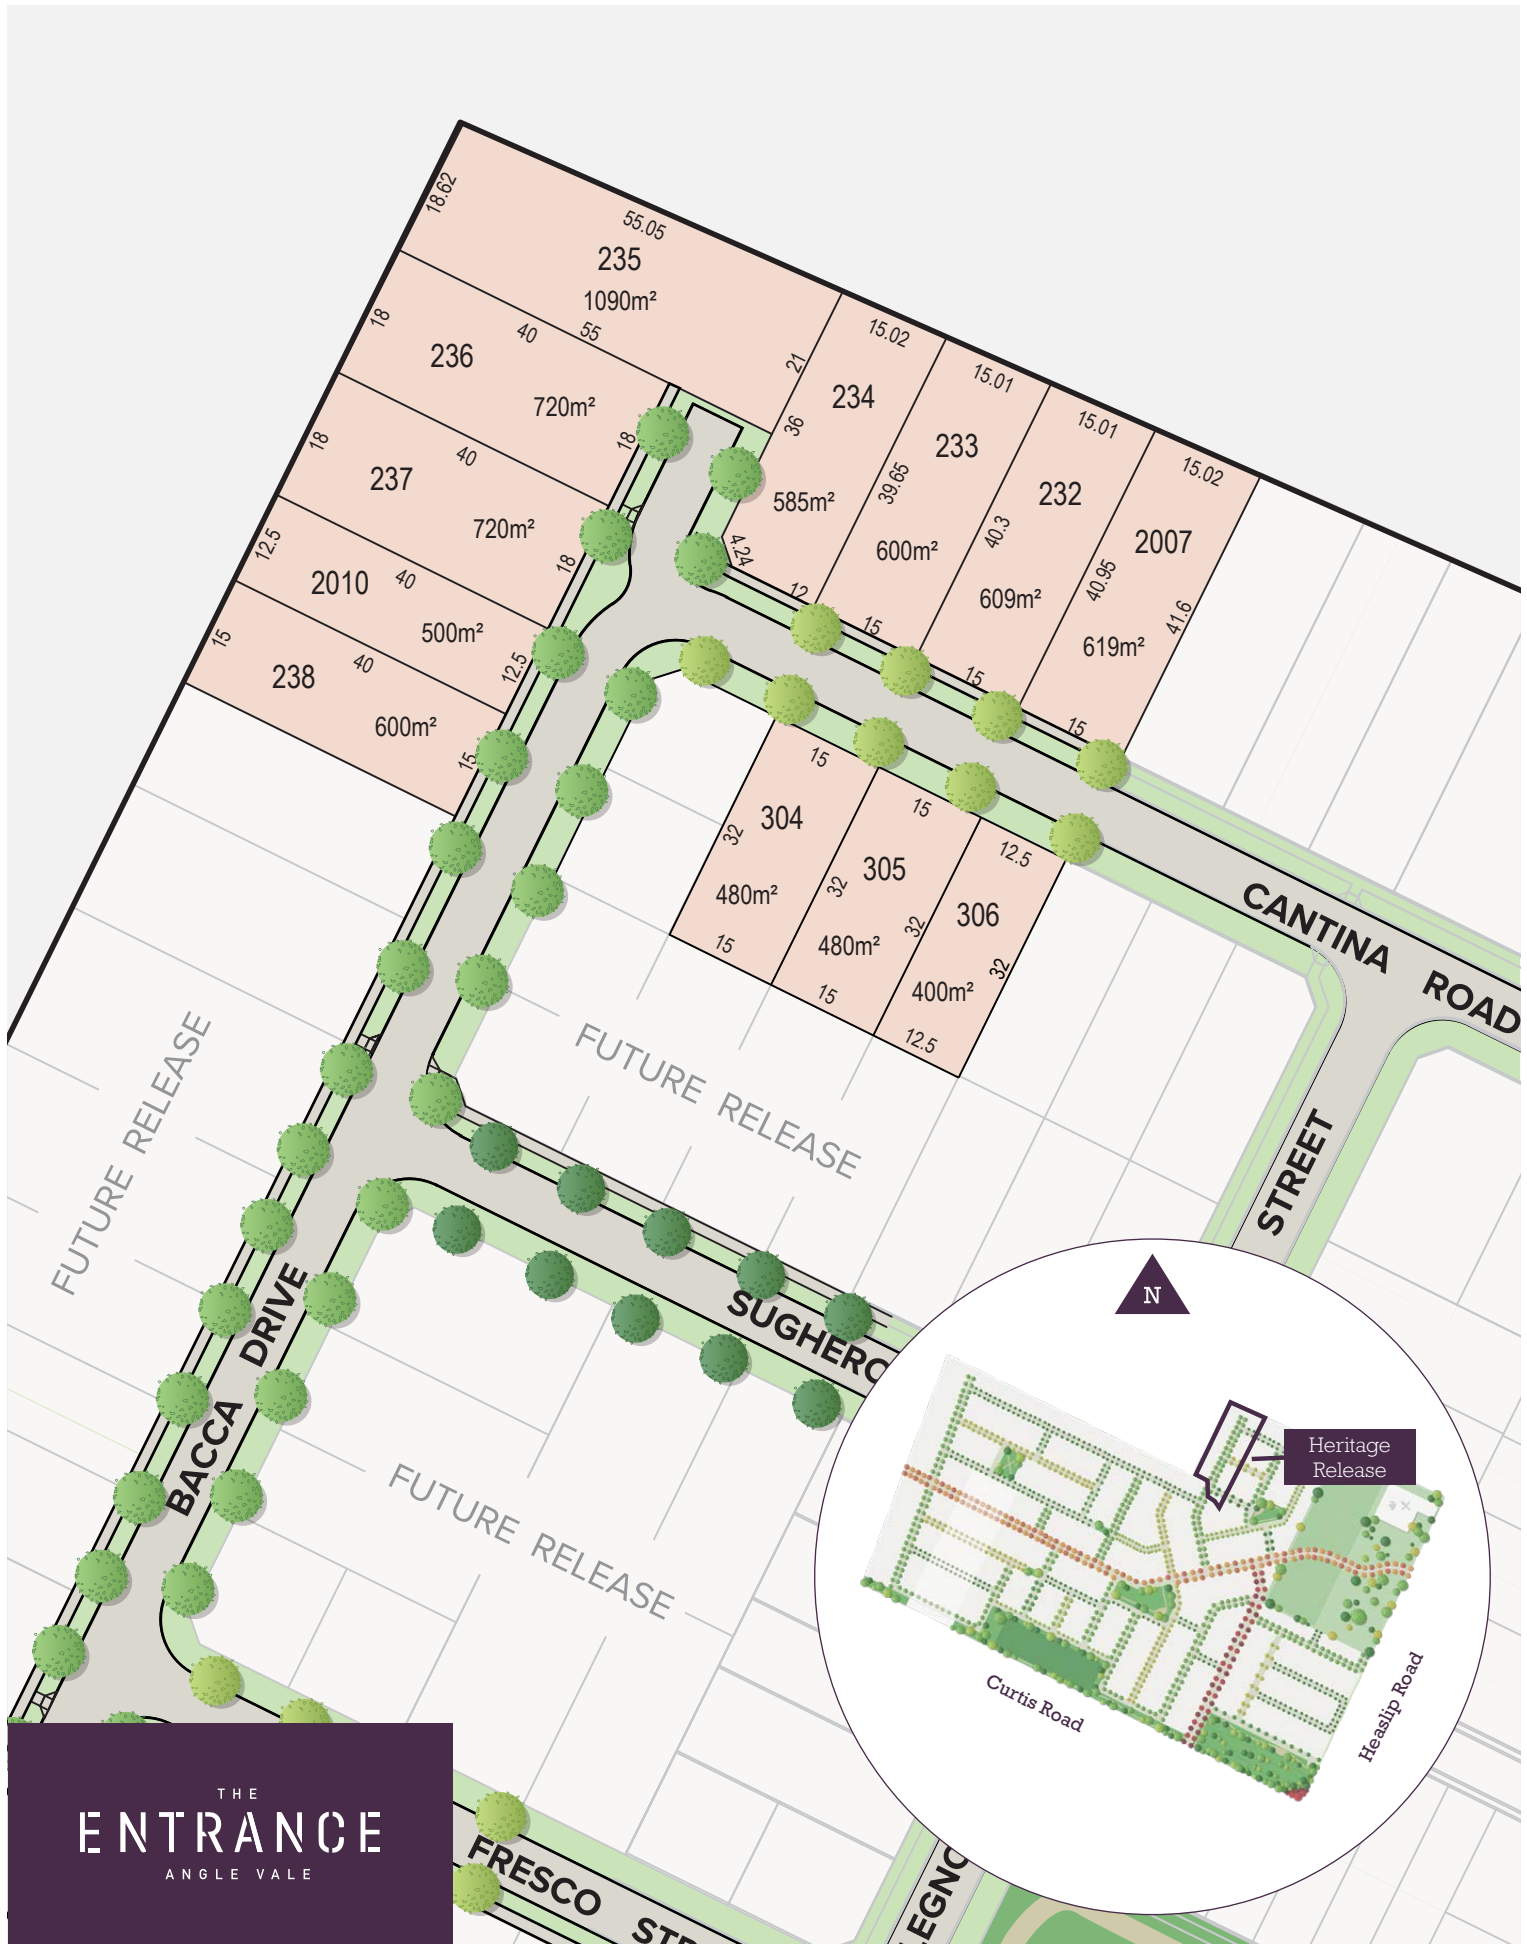 18.62
55.05
235
1090m²
55
21
18
40
236
720m²
18
18
40
237
720m²
18
12.5
40
2010
500m²
12.5
15
40
238
600m²
15
15.02
234
36
585m²
4.24
12
15.01
233
39.65
600m²
15
15.01
232
40.3
609m²
15
15.02
2007
40.95
619m²
41.6
15
15
304
32
480m²
15
15
305
32
480m²
15
12.5
306
32
400m²
32
12.5
CANTINA ROAD
STREET
FUTURE RELEASE
FUTURE RELEASE
BACCA DRIVE
SUGHERO
FUTURE RELEASE
N
Heritage
Release
Curtis Road
Heaslip Road
THE
ENTRANCE
ANGLE VALE
FRESCO STR
LEGNO